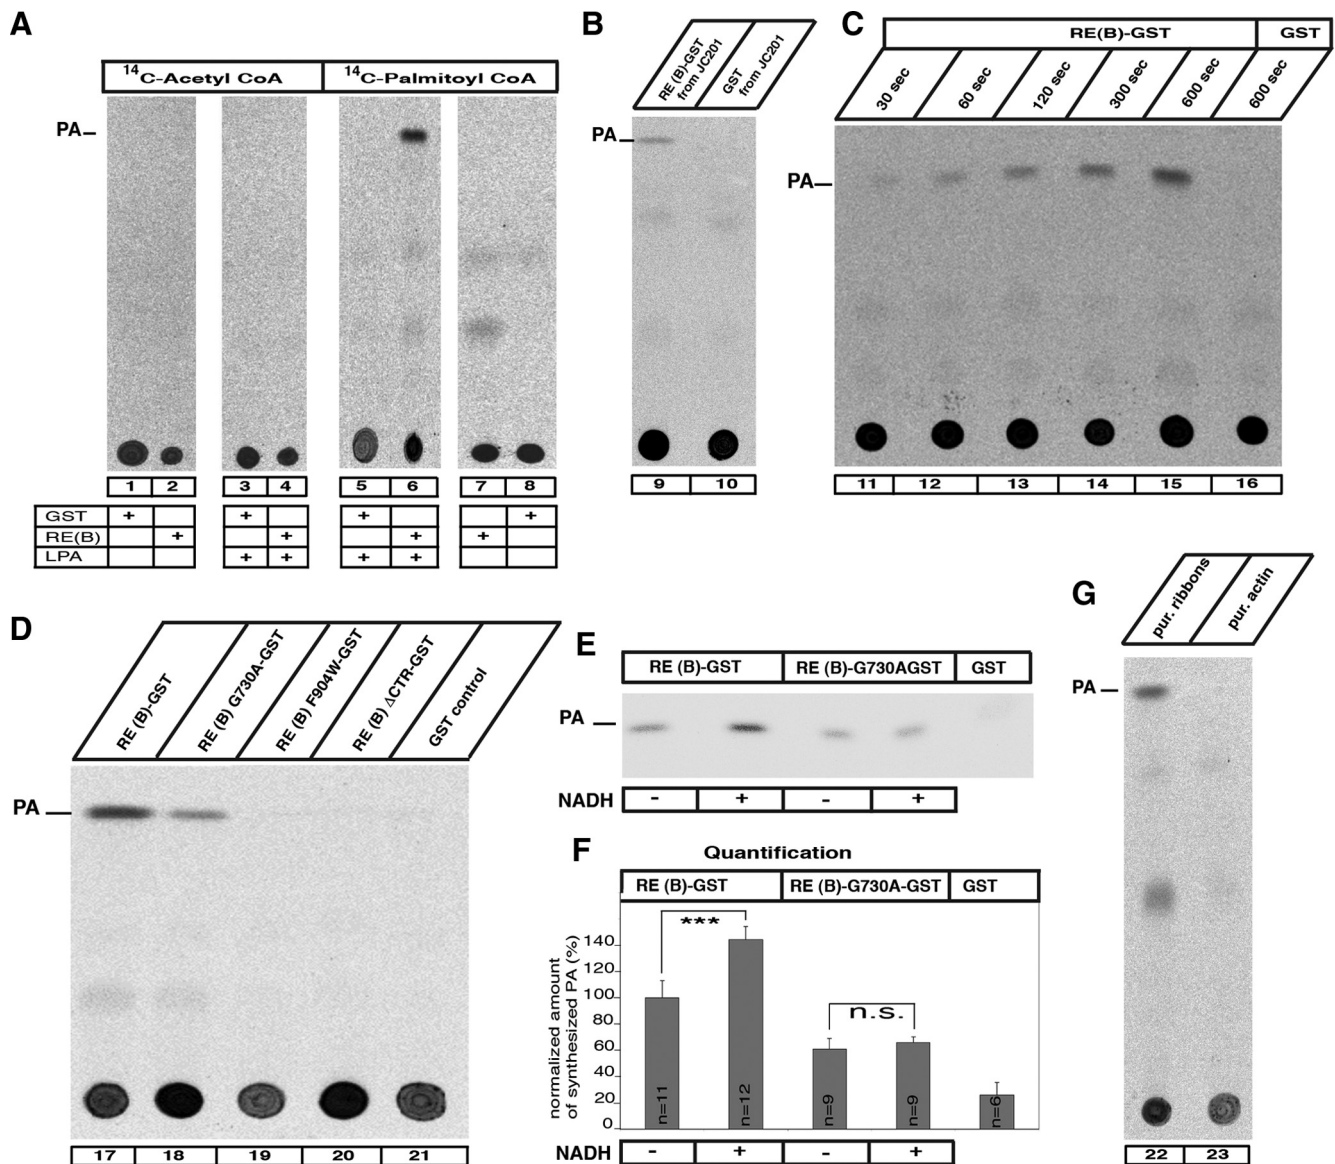 A
14C-Acetyl CoA 14C-Palmitoyl CoA
PA
1 2 3 4 5 6 7 8
GST + + + +
RE(B) + + + +
LPA + + + +
B
RE (B)-GST from JC201
GST from JC201
PA
9 10
C
RE(B)-GST GST
30 sec 60 sec 120 sec 300 sec 600 sec 600 sec
PA
11 12 13 14 15 16
D
RE (B)-GST
RE (B) G730A-GST
RE (B) F904W-GST
RE (B) ΔCTR-GST
GST control
PA
17 18 19 20 21
E
RE (B)-GST RE (B)-G730AGST GST
PA
NADH - + - +
F
Quantification
RE (B)-GST RE (B)-G730A-GST GST
normalized amount
of synthesized PA (%)
140
120
100
80
60
40
20
0
***
n.s.
n=11 n=12 n=9 n=9 n=6
NADH - + - +
G
pur. ribbons
pur. actin
PA
22 23